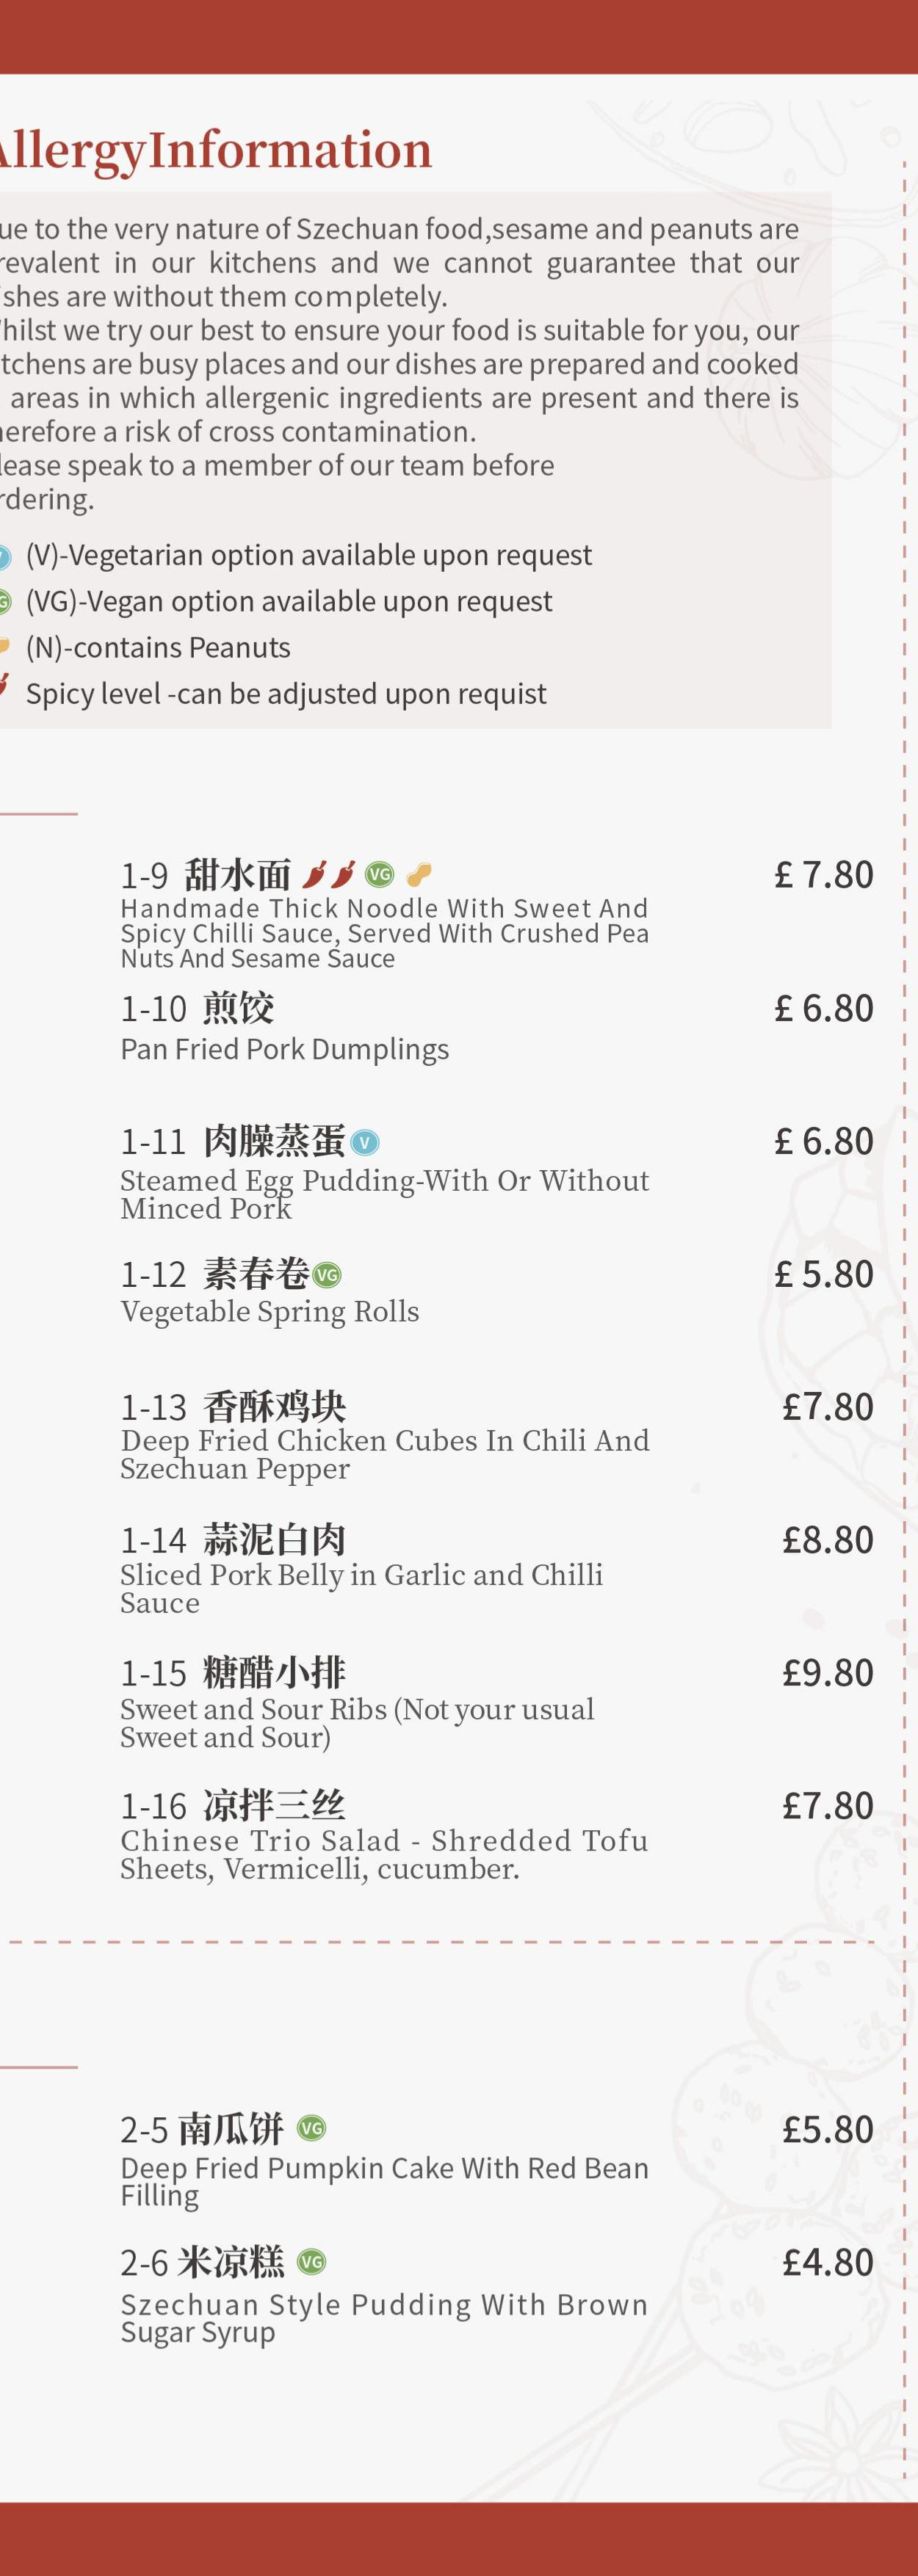 AllergyInformation
ue to the very nature of Szechuan food,sesame and peanuts are
revalent in our kitchens and we cannot guarantee that our
shes are without them completely.
hilst we try our best to ensure your food is suitable for you, our
tchens are busy places and our dishes are prepared and cooked
areas in which allergenic ingredients are present and there is
herefore a risk of cross contamination.
lease speak to a member of our team before
rdering.
(V)-Vegetarian option available upon request
G (VG)-Vegan option available upon request
(N)-contains Peanuts
Spicy level -can be adjusted upon requist
1-9 甜水面 VG £ 7.80
Handmade Thick Noodle With Sweet And
Spicy Chilli Sauce, Served With Crushed Pea
Nuts And Sesame Sauce
1-10 煎饺 £ 6.80
Pan Fried Pork Dumplings
1-11 肉臊蒸蛋 V £ 6.80
Steamed Egg Pudding-With Or Without
Minced Pork
1-12 素春卷 VG £ 5.80
Vegetable Spring Rolls
1-13 香酥鸡块 £7.80
Deep Fried Chicken Cubes In Chili And
Szechuan Pepper
1-14 蒜泥白肉 £8.80
Sliced Pork Belly in Garlic and Chilli
Sauce
1-15 糖醋小排 £9.80
Sweet and Sour Ribs (Not your usual
Sweet and Sour)
1-16 凉拌三丝 £7.80
Chinese Trio Salad - Shredded Tofu
Sheets, Vermicelli, cucumber.
2-5 南瓜饼 VG £5.80
Deep Fried Pumpkin Cake With Red Bean
Filling
2-6 米凉糕 VG £4.80
Szechuan Style Pudding With Brown
Sugar Syrup